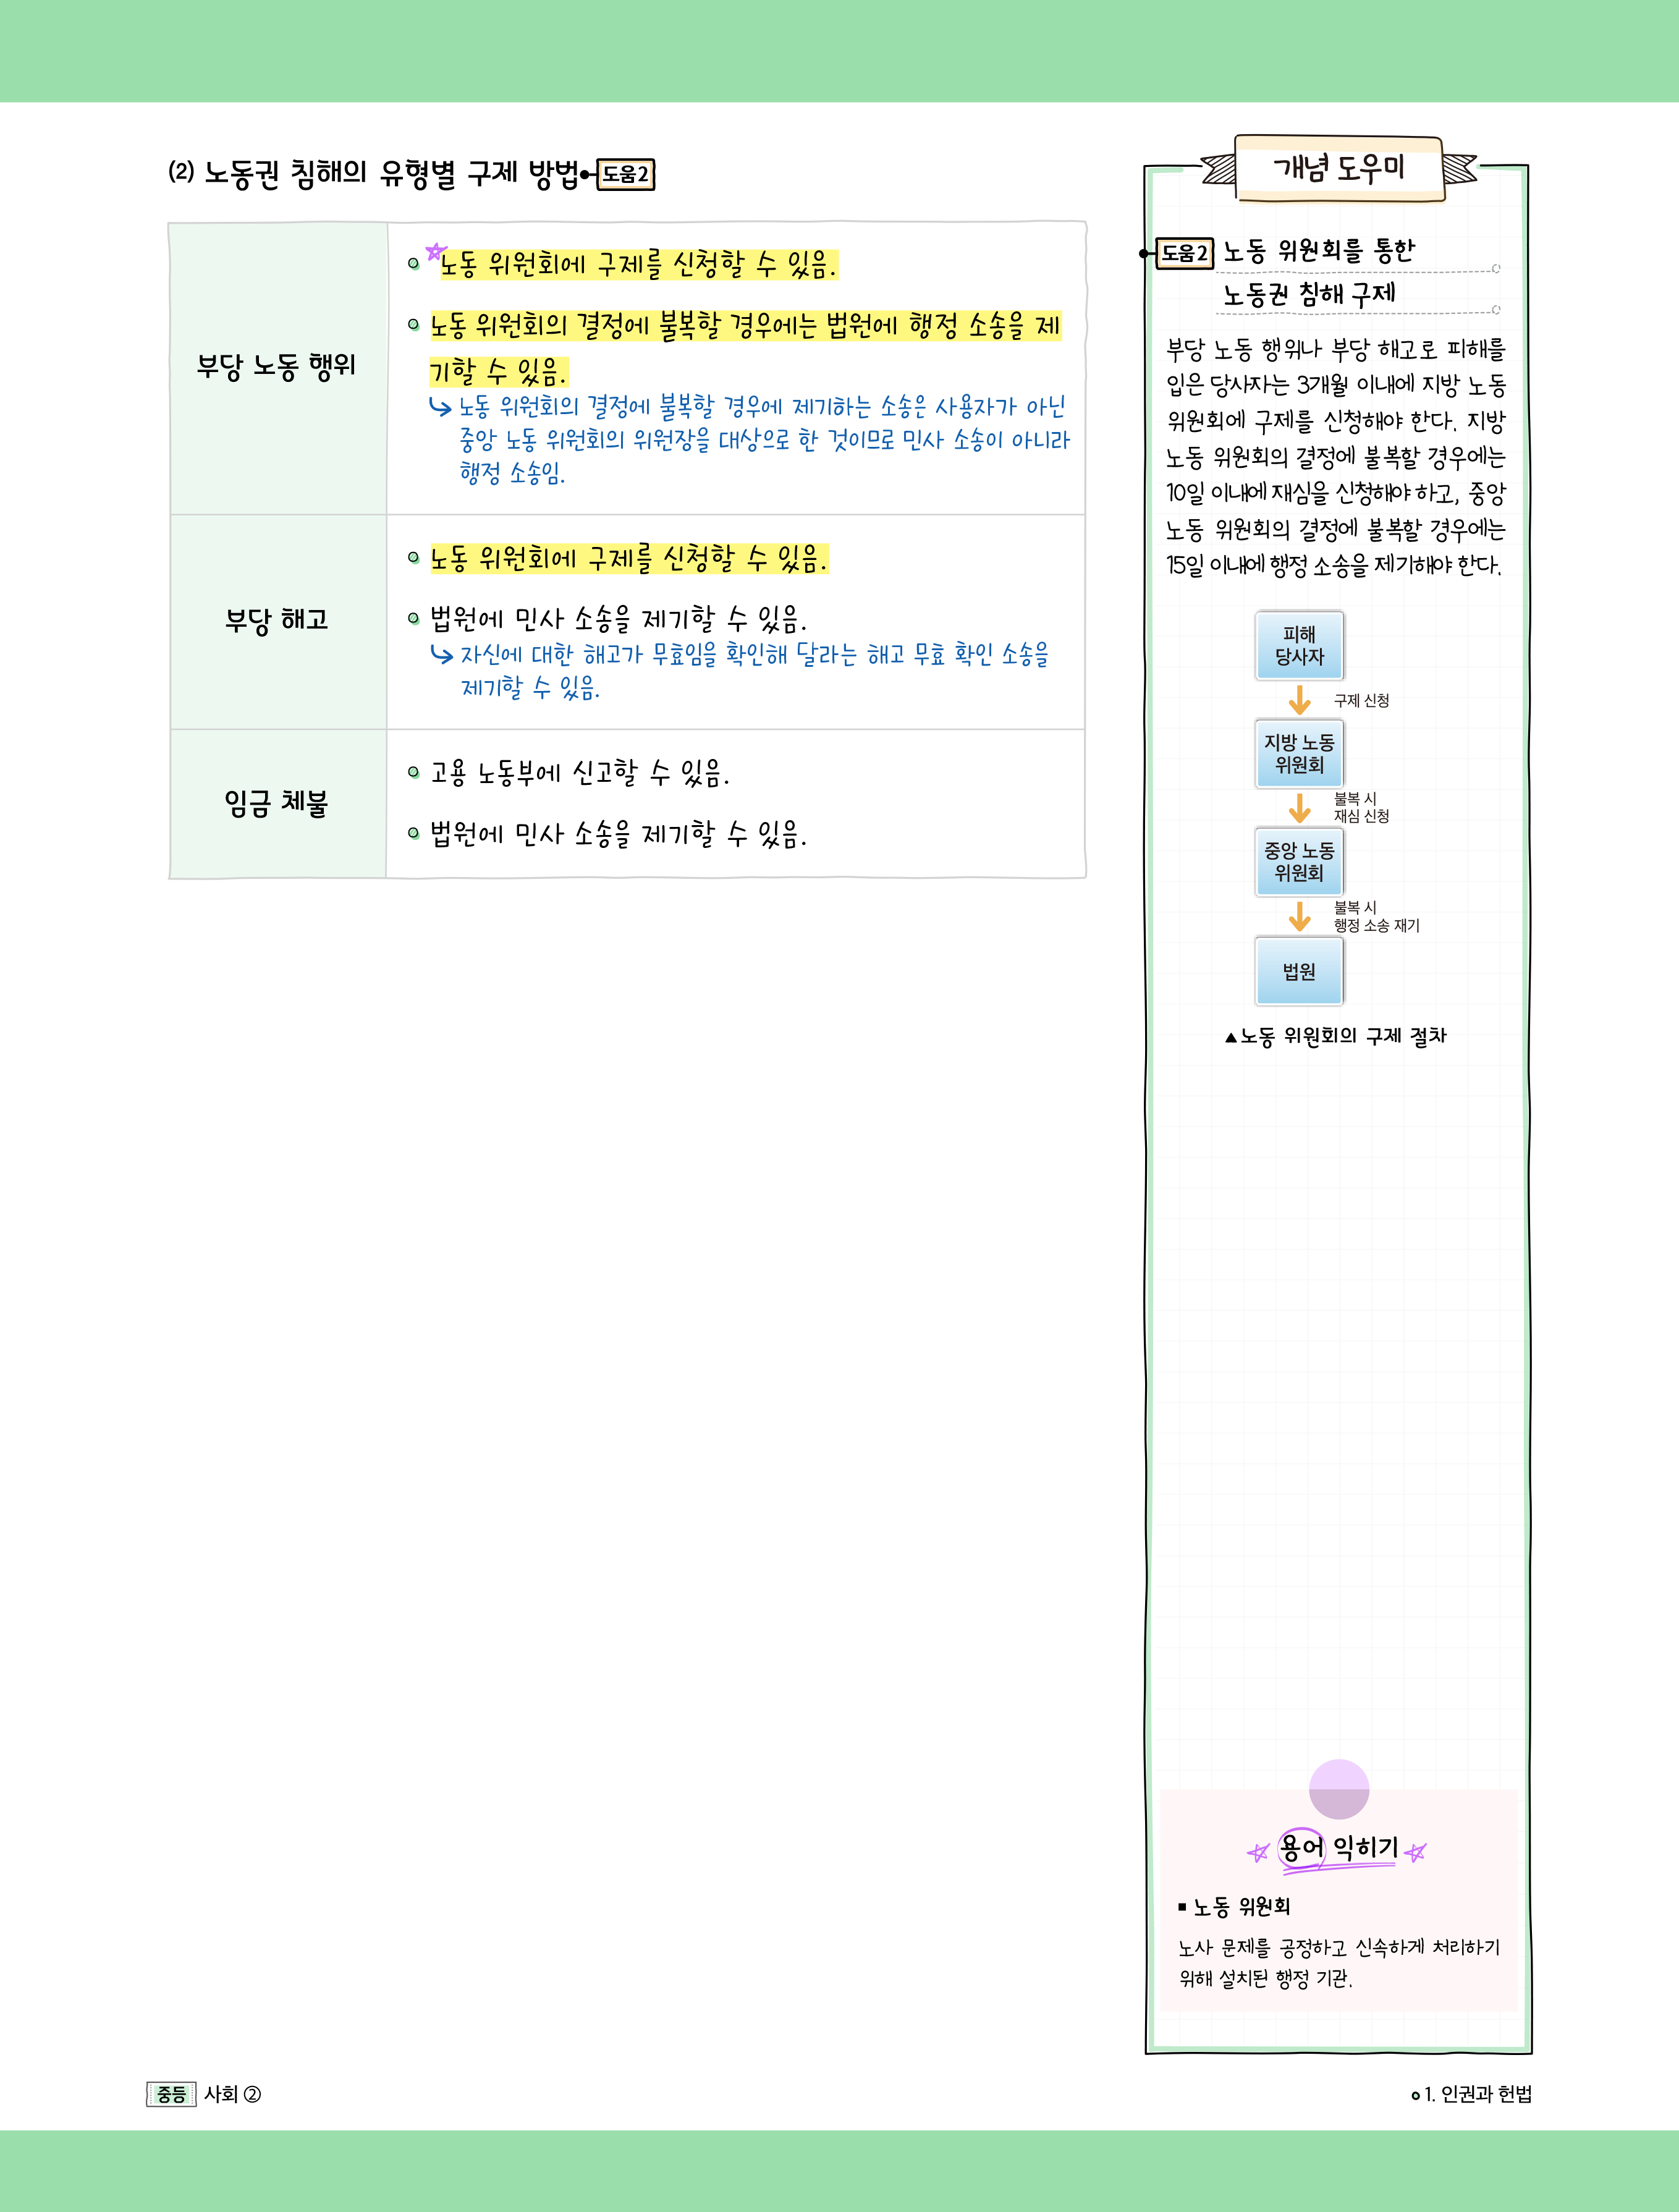 (2) 노동권 침해의 유형별 구제 방법 도움2
부당 노동 행위
노동 위원회에 구제를 신청할 수 있음.
노동 위원회의 결정에 불복할 경우에는 법원에 행정 소송을 제
기할 수 있음.
노동 위원회의 결정에 불복할 경우에 제기하는 소송은 사용자가 아닌
중앙 노동 위원회의 위원장을 대상으로 한 것이므로 민사 소송이 아니라
행정 소송임.
부당 해고
노동 위원회에 구제를 신청할 수 있음.
법원에 민사 소송을 제기할 수 있음.
자신에 대한 해고가 무효임을 확인해 달라는 해고 무효 확인 소송을
제기할 수 있음.
임금 체불
고용 노동부에 신고할 수 있음.
법원에 민사 소송을 제기할 수 있음.
개념 도우미
도움2 노동 위원회를 통한
노동권 침해 구제
부당 노동 행위나 부당 해고로 피해를
입은 당사자는 3개월 이내에 지방 노동
위원회에 구제를 신청해야 한다. 지방
노동 위원회의 결정에 불복할 경우에는
10일 이내에 재심을 신청해야 하고, 중앙
노동 위원회의 결정에 불복할 경우에는
15일 이내에 행정 소송을 제기해야 한다.
피해
당사자
구제 신청
지방 노동
위원회
불복 시
재심 신청
중앙 노동
위원회
불복 시
행정 소송 재기
법원
▲노동 위원회의 구제 절차
용어 익히기
■ 노동 위원회
노사 문제를 공정하고 신속하게 처리하기
위해 설치된 행정 기관.
중등 사회 ②
1. 인권과 헌법